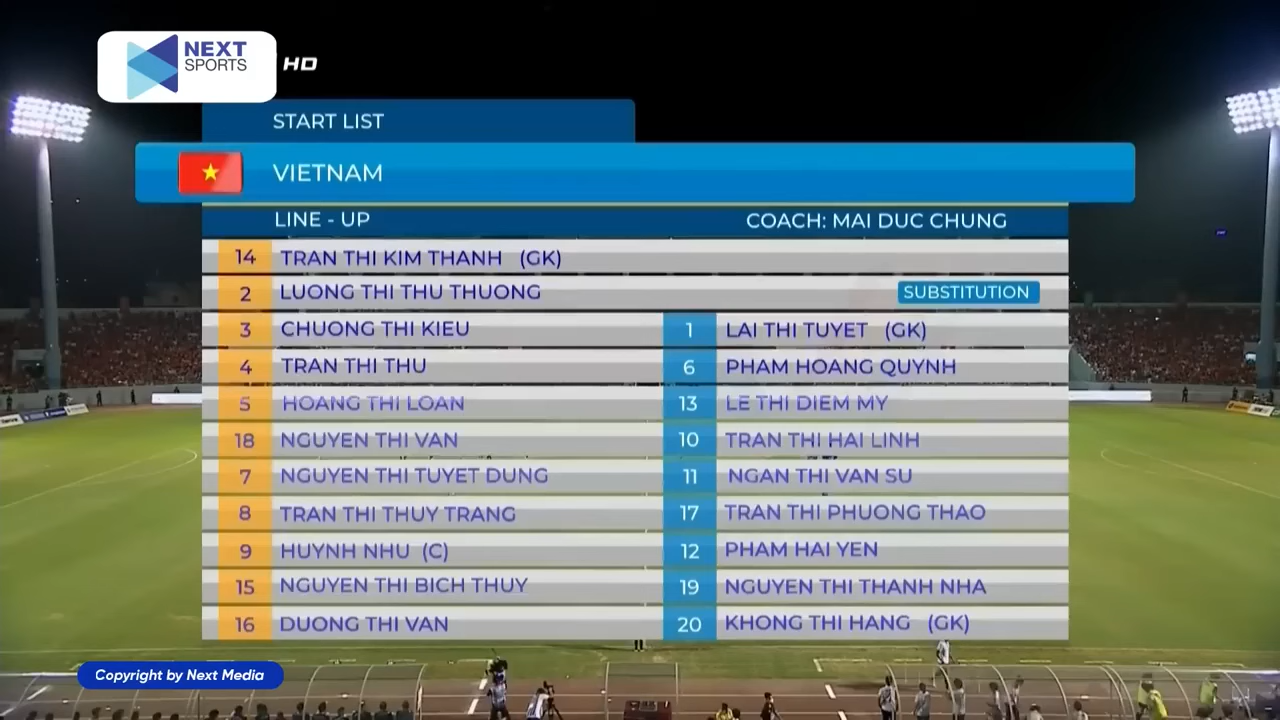 NEXT
SPORTS
HD
START LIST
VIETNAM
LINE - UP
COACH: MAI DUC CHUNG
14 TRAN THI KIM THANH (GK)
2 LUONG THI THU THUONG
3 CHUONG THI KIEU
4 TRAN THI THU
5 HOANG THI LOAN
18 NGUYEN THI VAN
7 NGUYEN THI TUYET DUNG
8 TRAN THI THUY TRANG
9 HUYNH NHU (C)
15 NGUYEN THI BICH THUY
16 DUONG THI VAN
SUBSTITUTION
1 LAI THI TUYET (GK)
6 PHAM HOANG QUYNH
13 LE THI DIEM MY
10 TRAN THI HAI LINH
11 NGAN THI VAN SU
17 TRAN THI PHUONG THAO
12 PHAM HAI YEN
19 NGUYEN THI THANH NHA
20 KHONG THI HANG (GK)
Copyright by Next Media